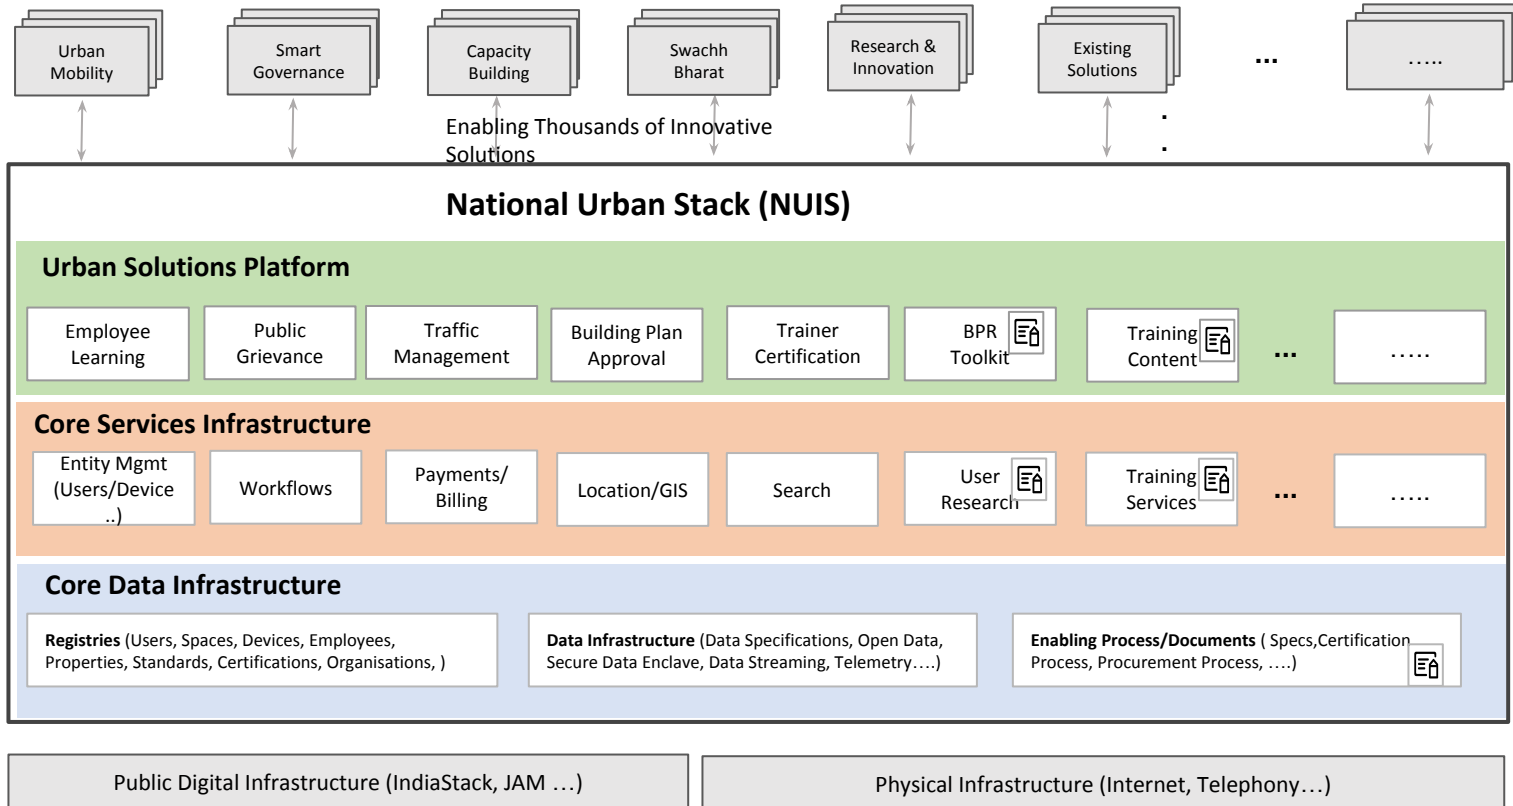 Urban
Mobility
Smart
Governance
Capacity
Building
Swachh
Bharat
Research &
Innovation
Existing
Solutions
...
…..
Enabling Thousands of Innovative
Solutions
.
.
National Urban Stack (NUIS)
Urban Solutions Platform
Employee
Learning
Public
Grievance
Traffic
Management
Building Plan
Approval
Trainer
Certification
BPR
Toolkit
Training
Content
...
…..
Core Services Infrastructure
Entity Mgmt
(Users/Device
..)
Workflows
Payments/
Billing
Location/GIS
Search
User
Research
Training
Services
...
…..
Core Data Infrastructure
Registries (Users, Spaces, Devices, Employees,
Properties, Standards, Certifications, Organisations, )
Data Infrastructure (Data Specifications, Open Data,
Secure Data Enclave, Data Streaming, Telemetry….)
Enabling Process/Documents ( Specs,Certification
Process, Procurement Process, ….)
Public Digital Infrastructure (IndiaStack, JAM …)
Physical Infrastructure (Internet, Telephony…)